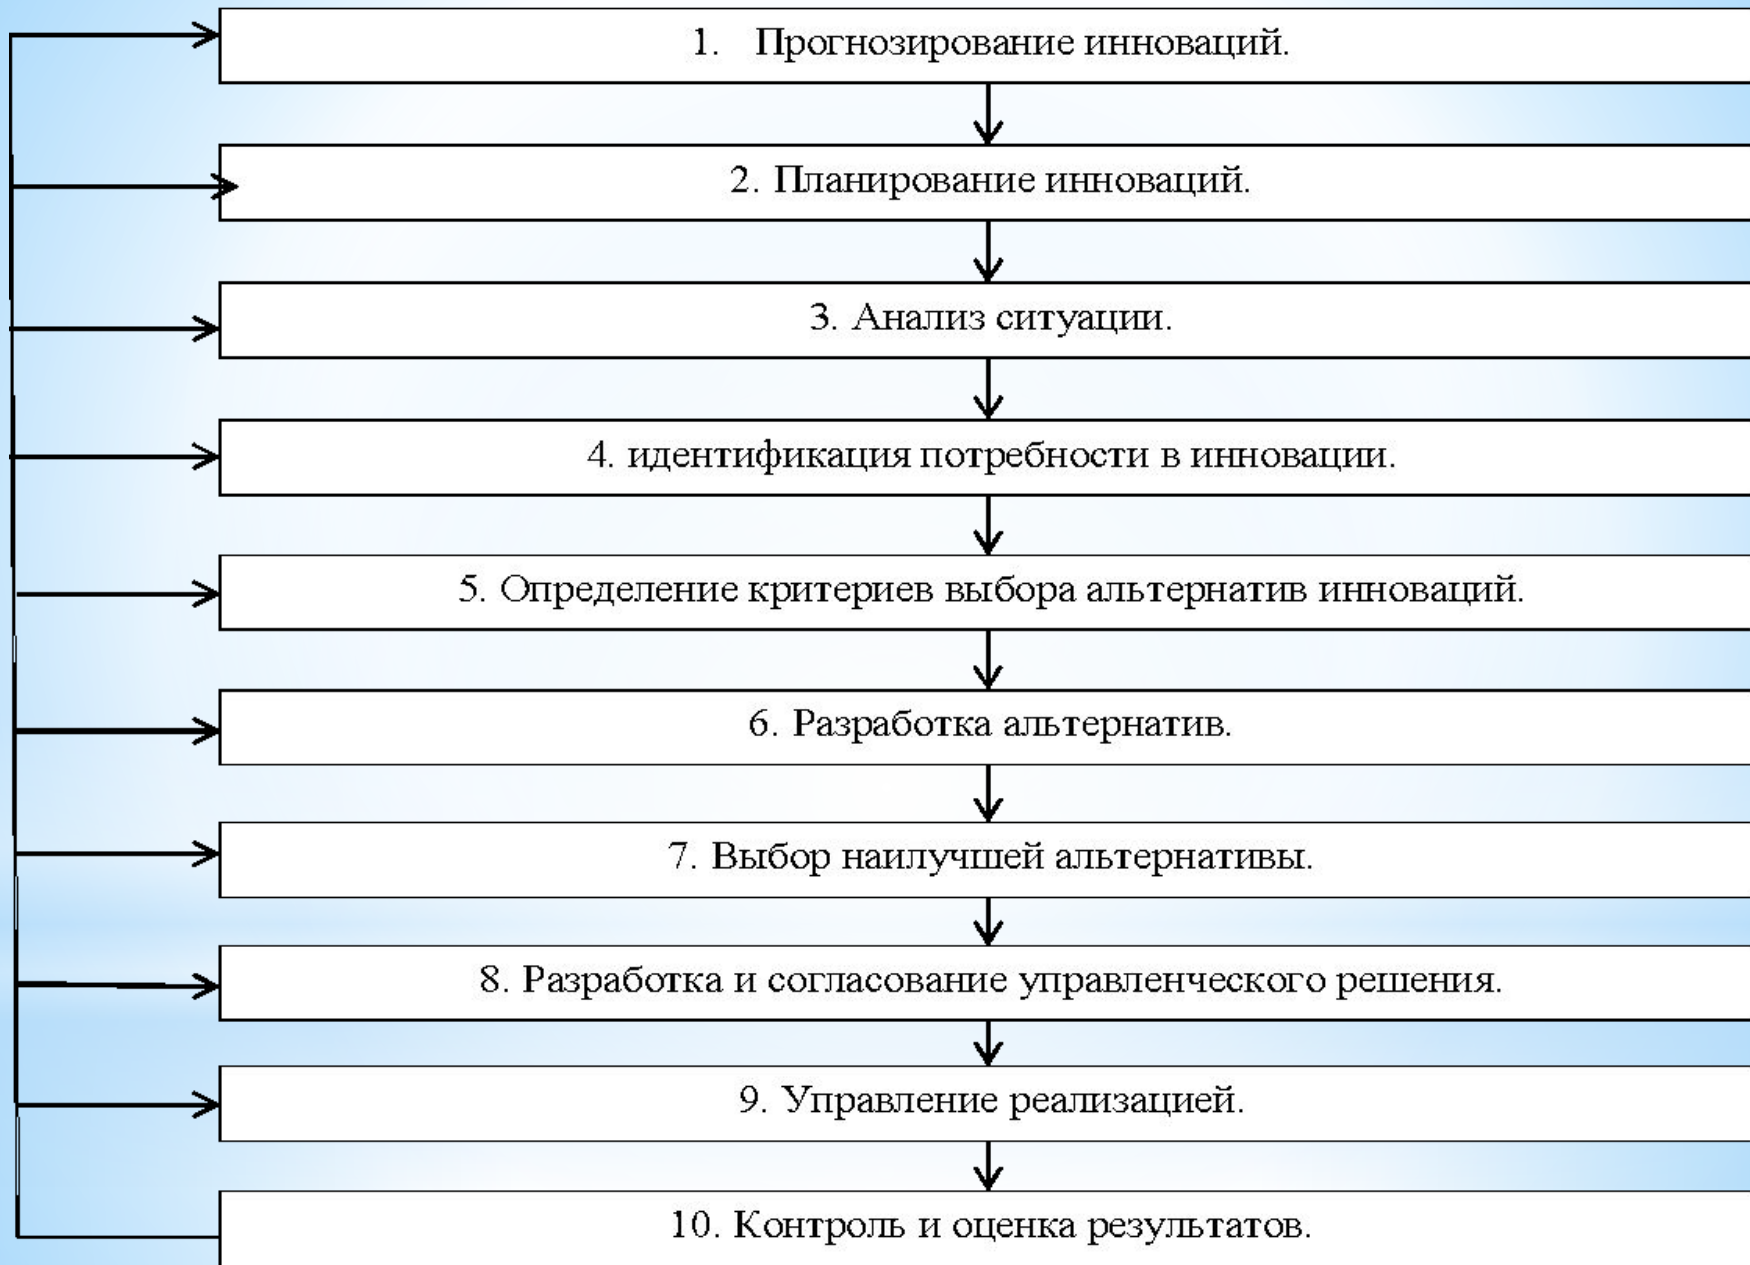 1. Прогнозирование инноваций.
2. Планирование инноваций.
3. Анализ ситуации.
4. идентификация потребности в инновации.
5. Определение критериев выбора альтернатив инноваций.
6. Разработка альтернатив.
7. Выбор наилучшей альтернативы.
8. Разработка и согласование управленческого решения.
9. Управление реализацией.
10. Контроль и оценка результатов.